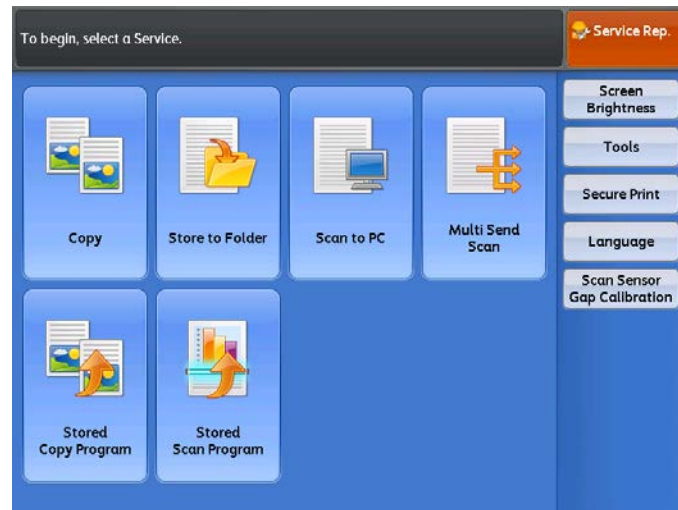 To begin, select a Service.
Service Rep.
Screen
Brightness
Tools
Secure Print
Language
Scan Sensor
Gap Calibration
Copy
Store to Folder
Scan to PC
Multi Send
Scan
Stored
Copy Program
Stored
Scan Program